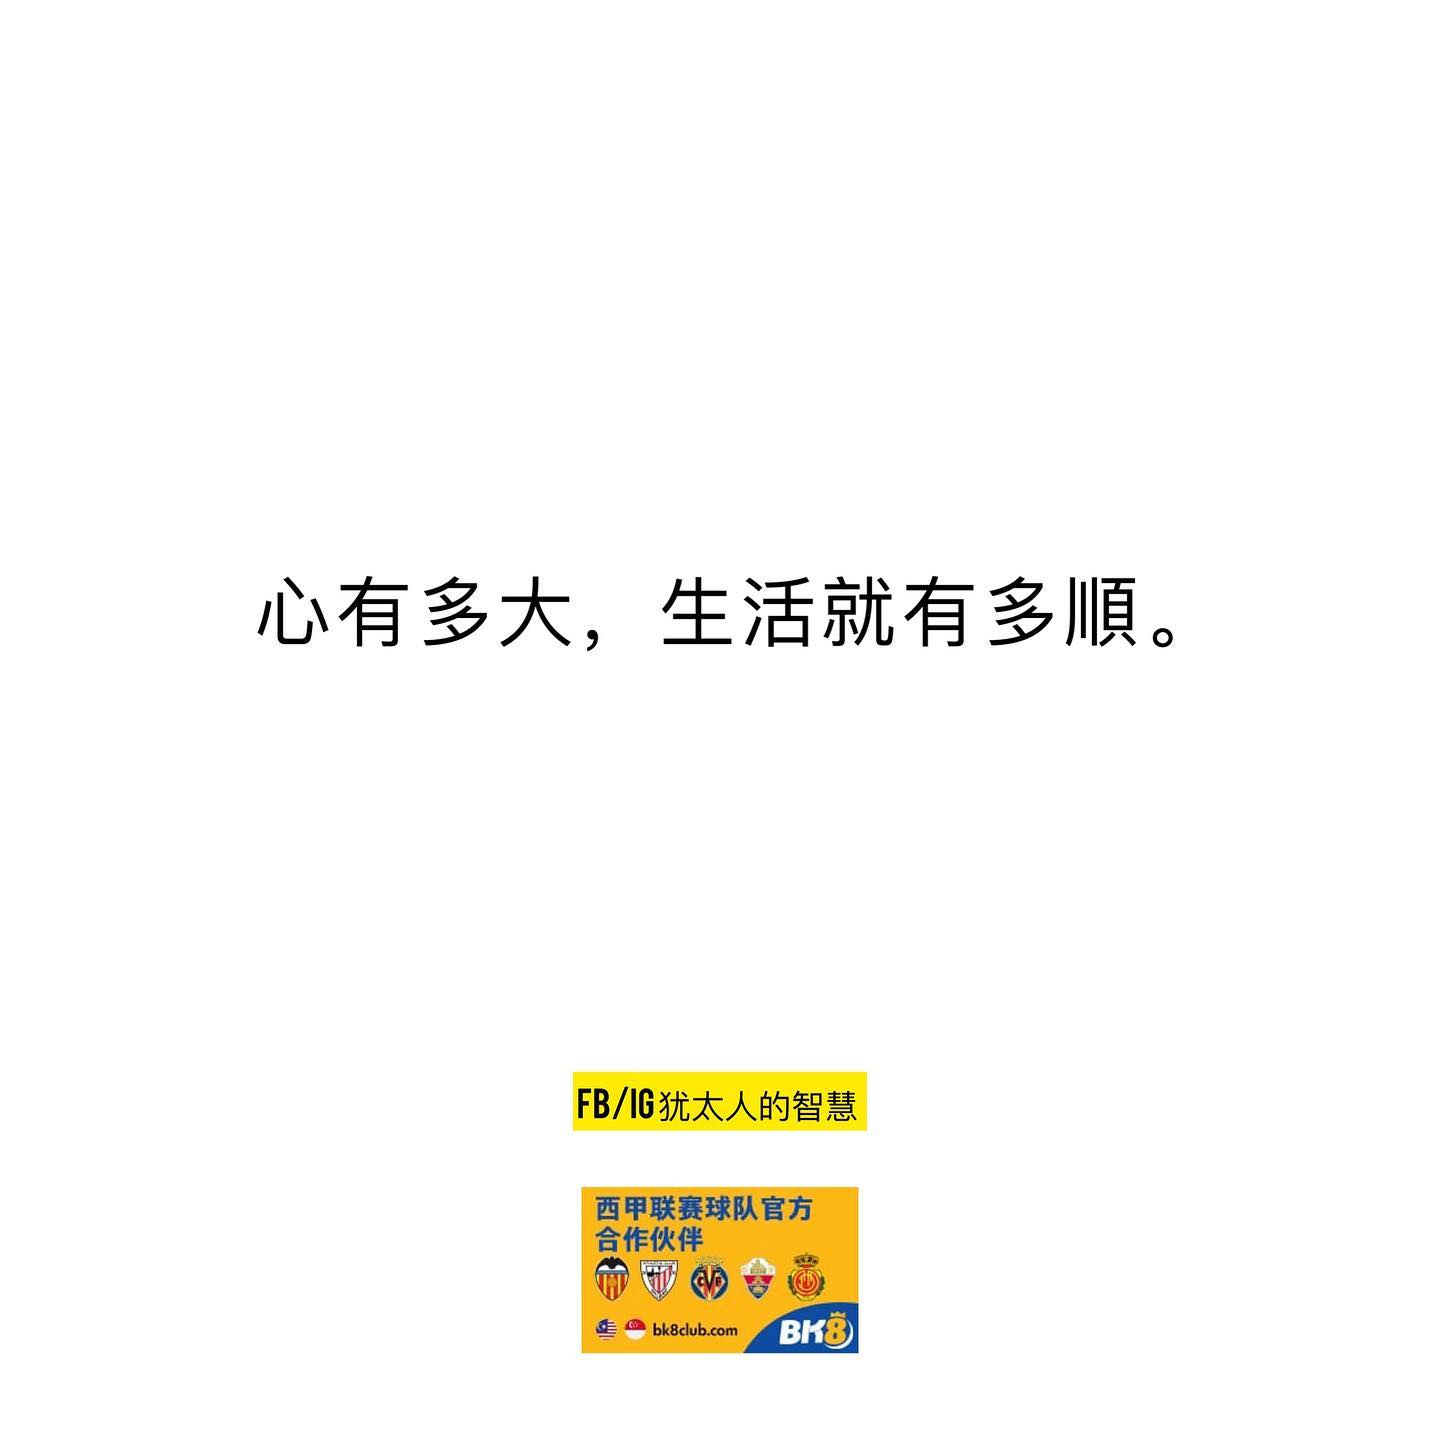 心有多大，生活就有多順。
FB/IG犹太人的智慧
西甲联赛球队官方
合作伙伴
bk8club.com
BK8